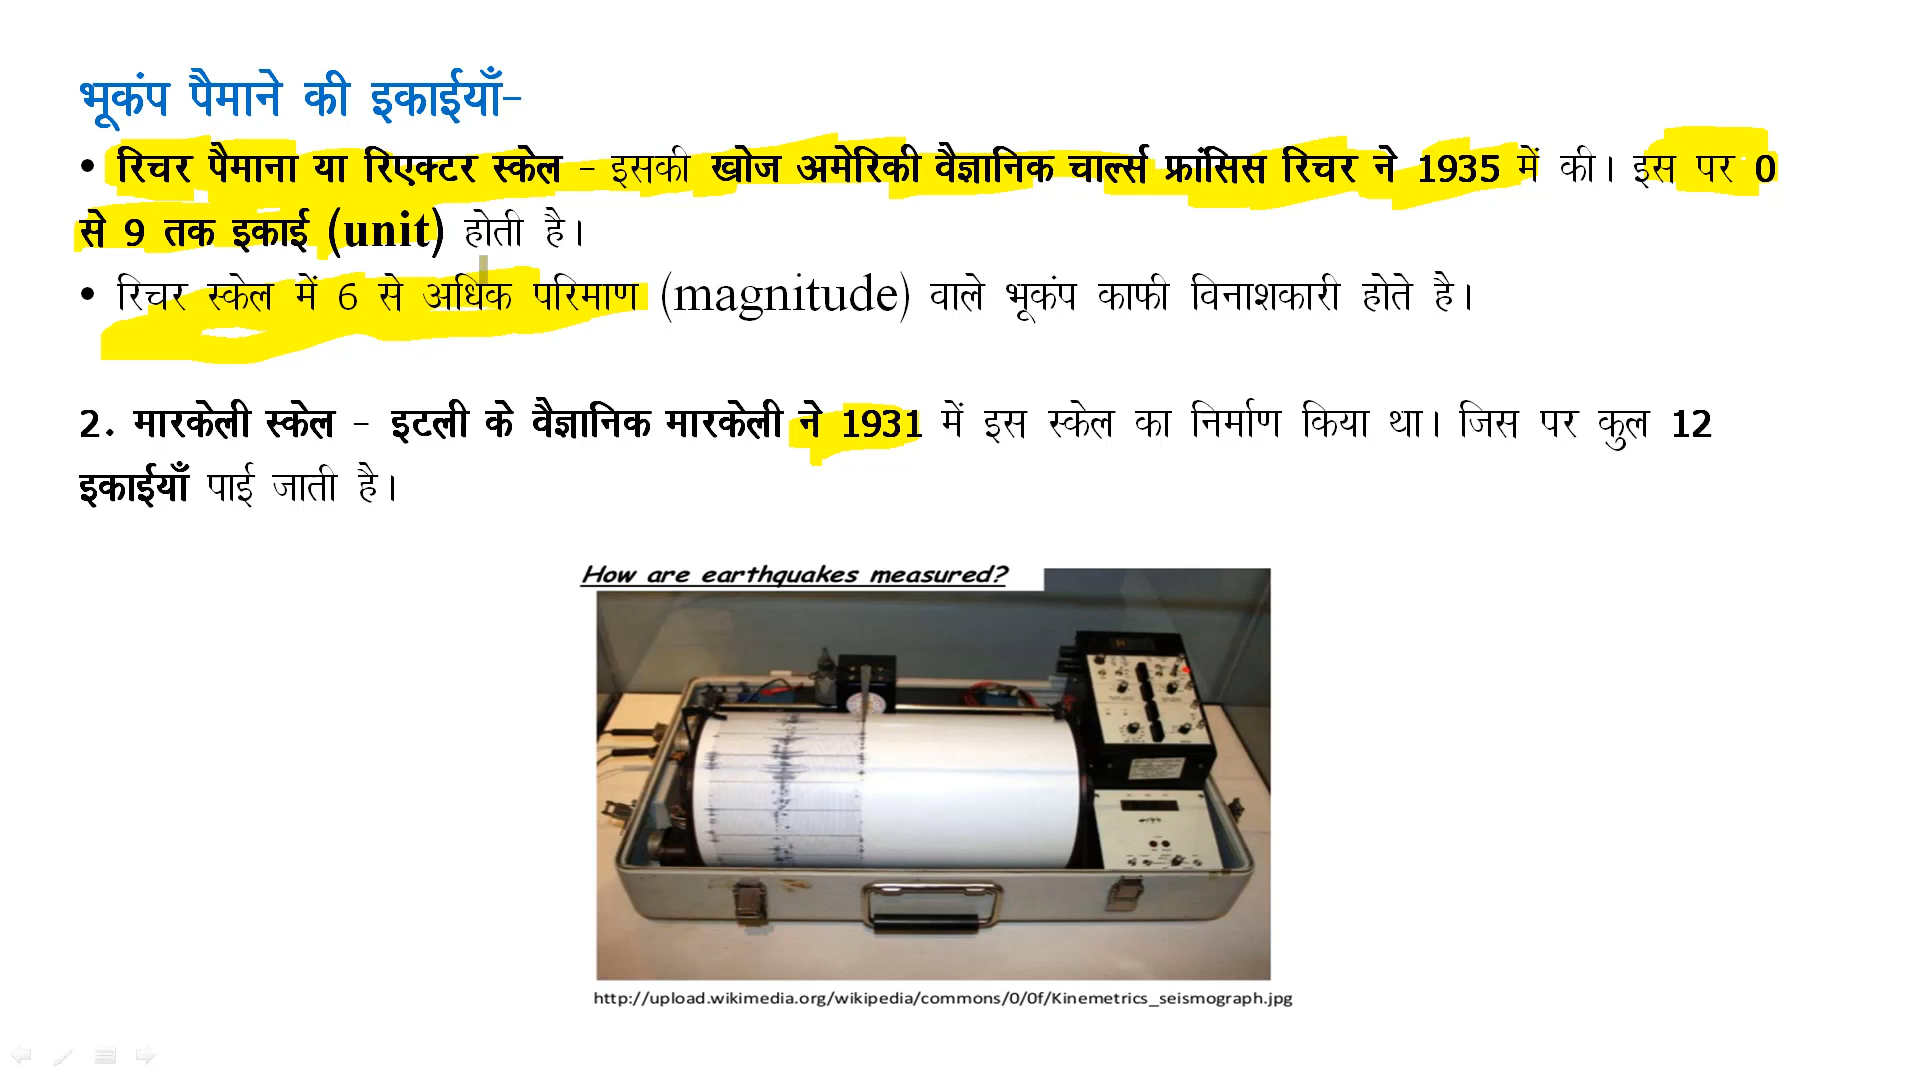 भूकंप पैमाने की इकाईयाँ-
• रिचर पैमाना या रिएक्टर स्केल - इसकी खोज अमेरिकी वैज्ञानिक चार्ल्स फ्रांसिस रिचर ने 1935 में की। इस पर 0
से 9 तक इकाई (unit) होती है।
• रिचर स्केल में 6 से अधिक परिमाण (magnitude) वाले भूकंप काफी विनाशकारी होते है।
2. मारकेली स्केल - इटली के वैज्ञानिक मारकेली ने 1931 में इस स्केल का निर्माण किया था। जिस पर कुल 12
इकाईयाँ पाई जाती है।
How are earthquakes measured?
http://upload.wikimedia.org/wikipedia/commons/0/0f/Kinemetrics_seismograph.jpg